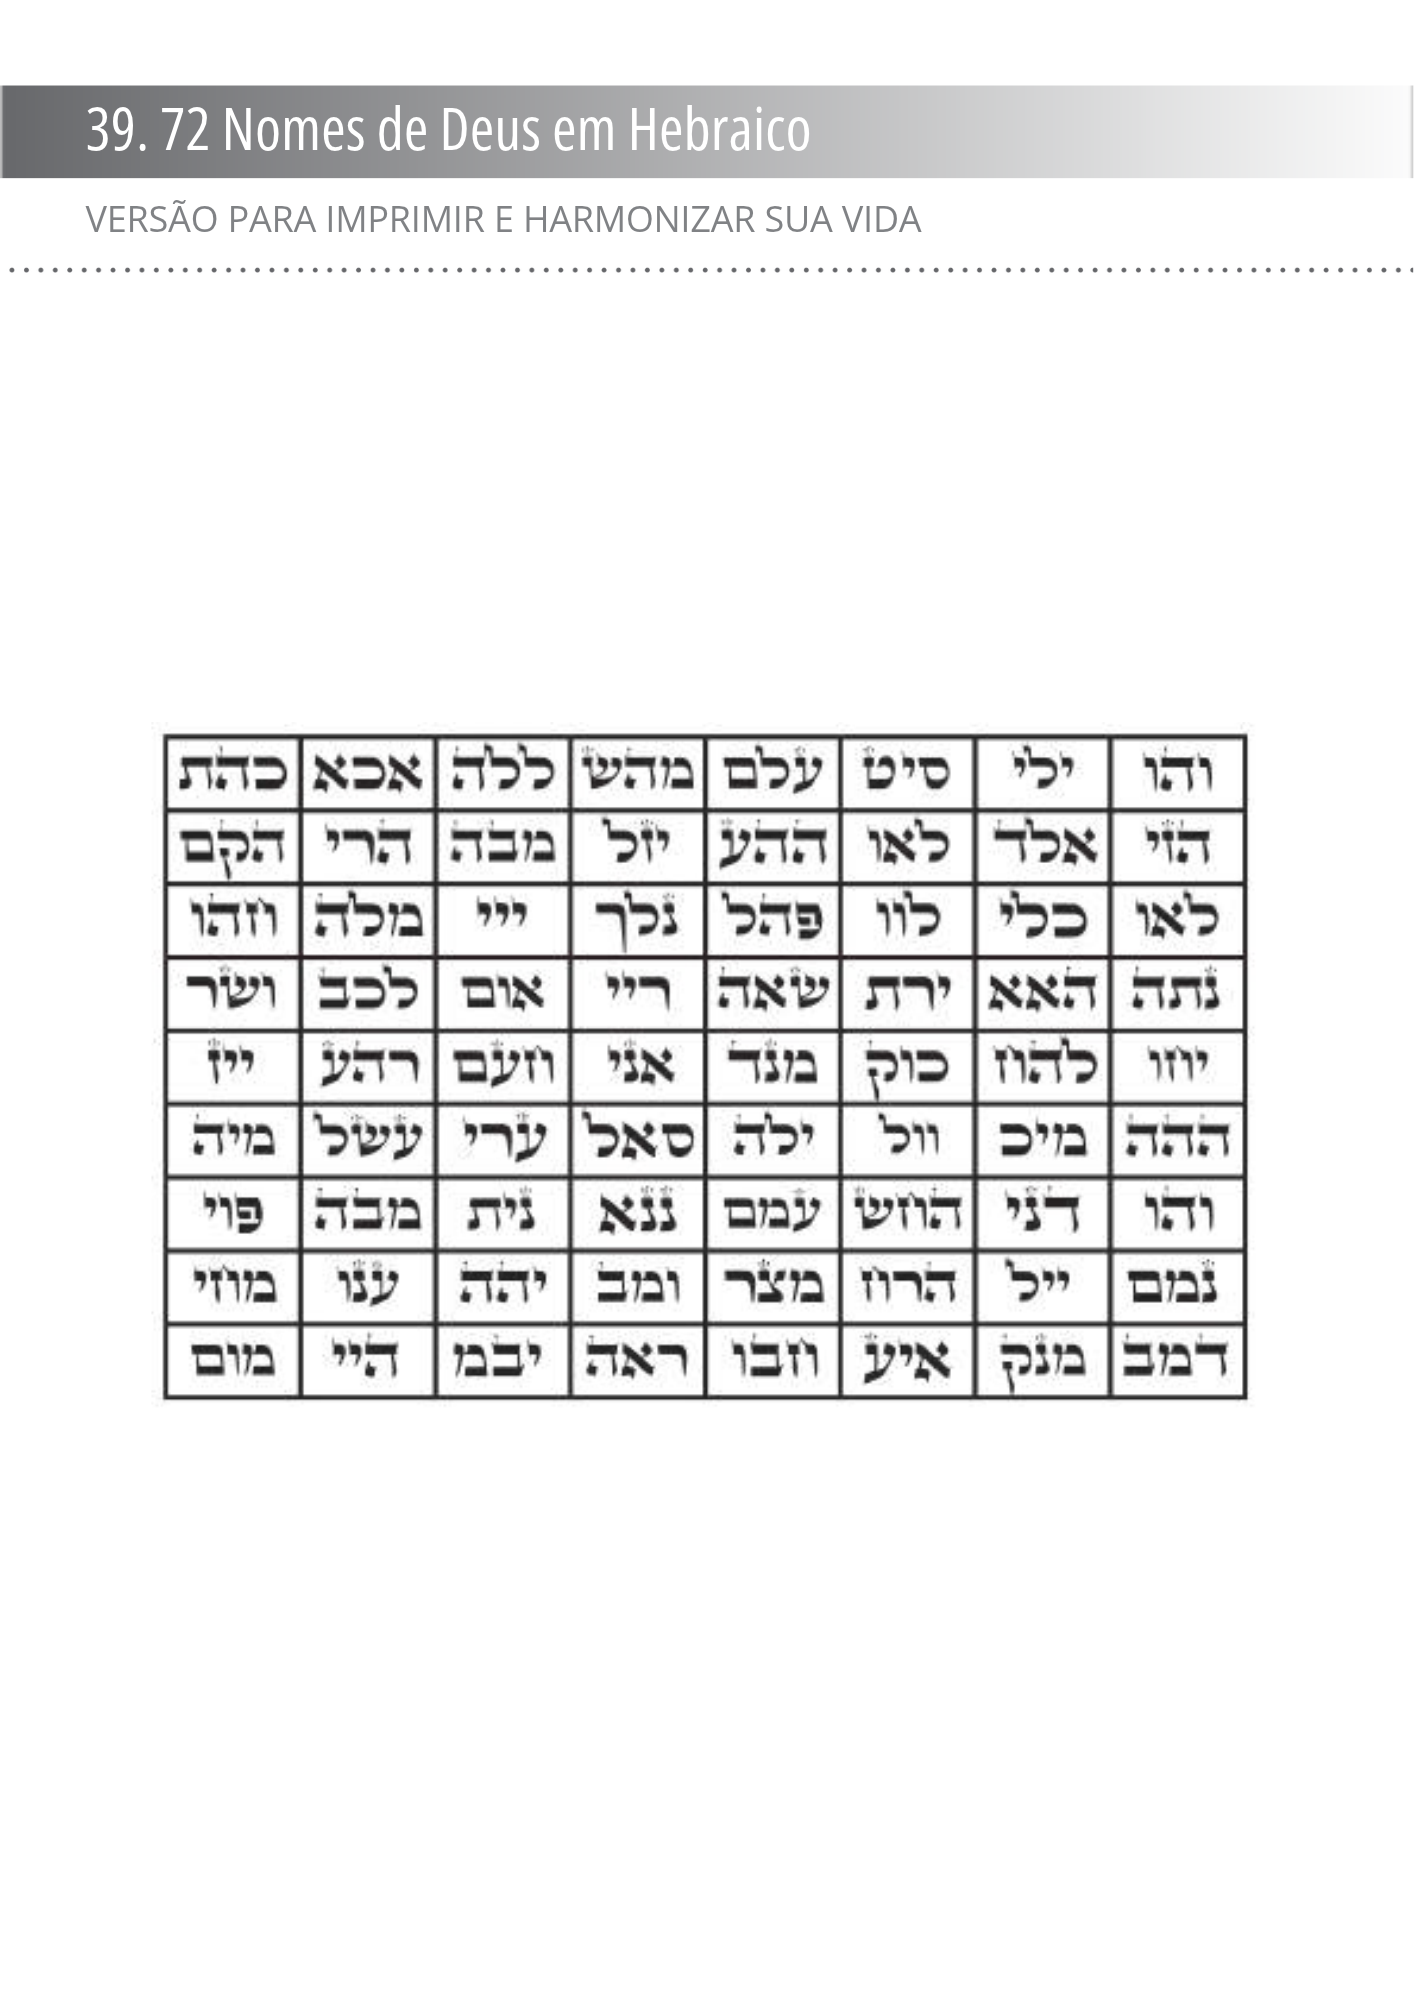 39. 72 Nomes de Deus em Hebraico
VERSÃO PARA IMPRIMIR E HARMONIZAR SUA VIDA
והו ילי סיט עלם מהש ללה אכא כהת
הזי אלד לאו ההע יזל מבה הרי הקם
לאו כלי לוו פהל נלך ייי מלה חהו
נתה האא ירת שאה ריי אום לכב ושר
יחו להח כוק מנד אני חעם רהע ייז
ההה מיכ וול ילה סאל ערי עשל מיה
והו דני החש עמם ננא נית מבה פוי
נמם ייל הרח מצר ומב יהה ענו מחי
דמב מנק איע חבו ראה יבמ היי מום